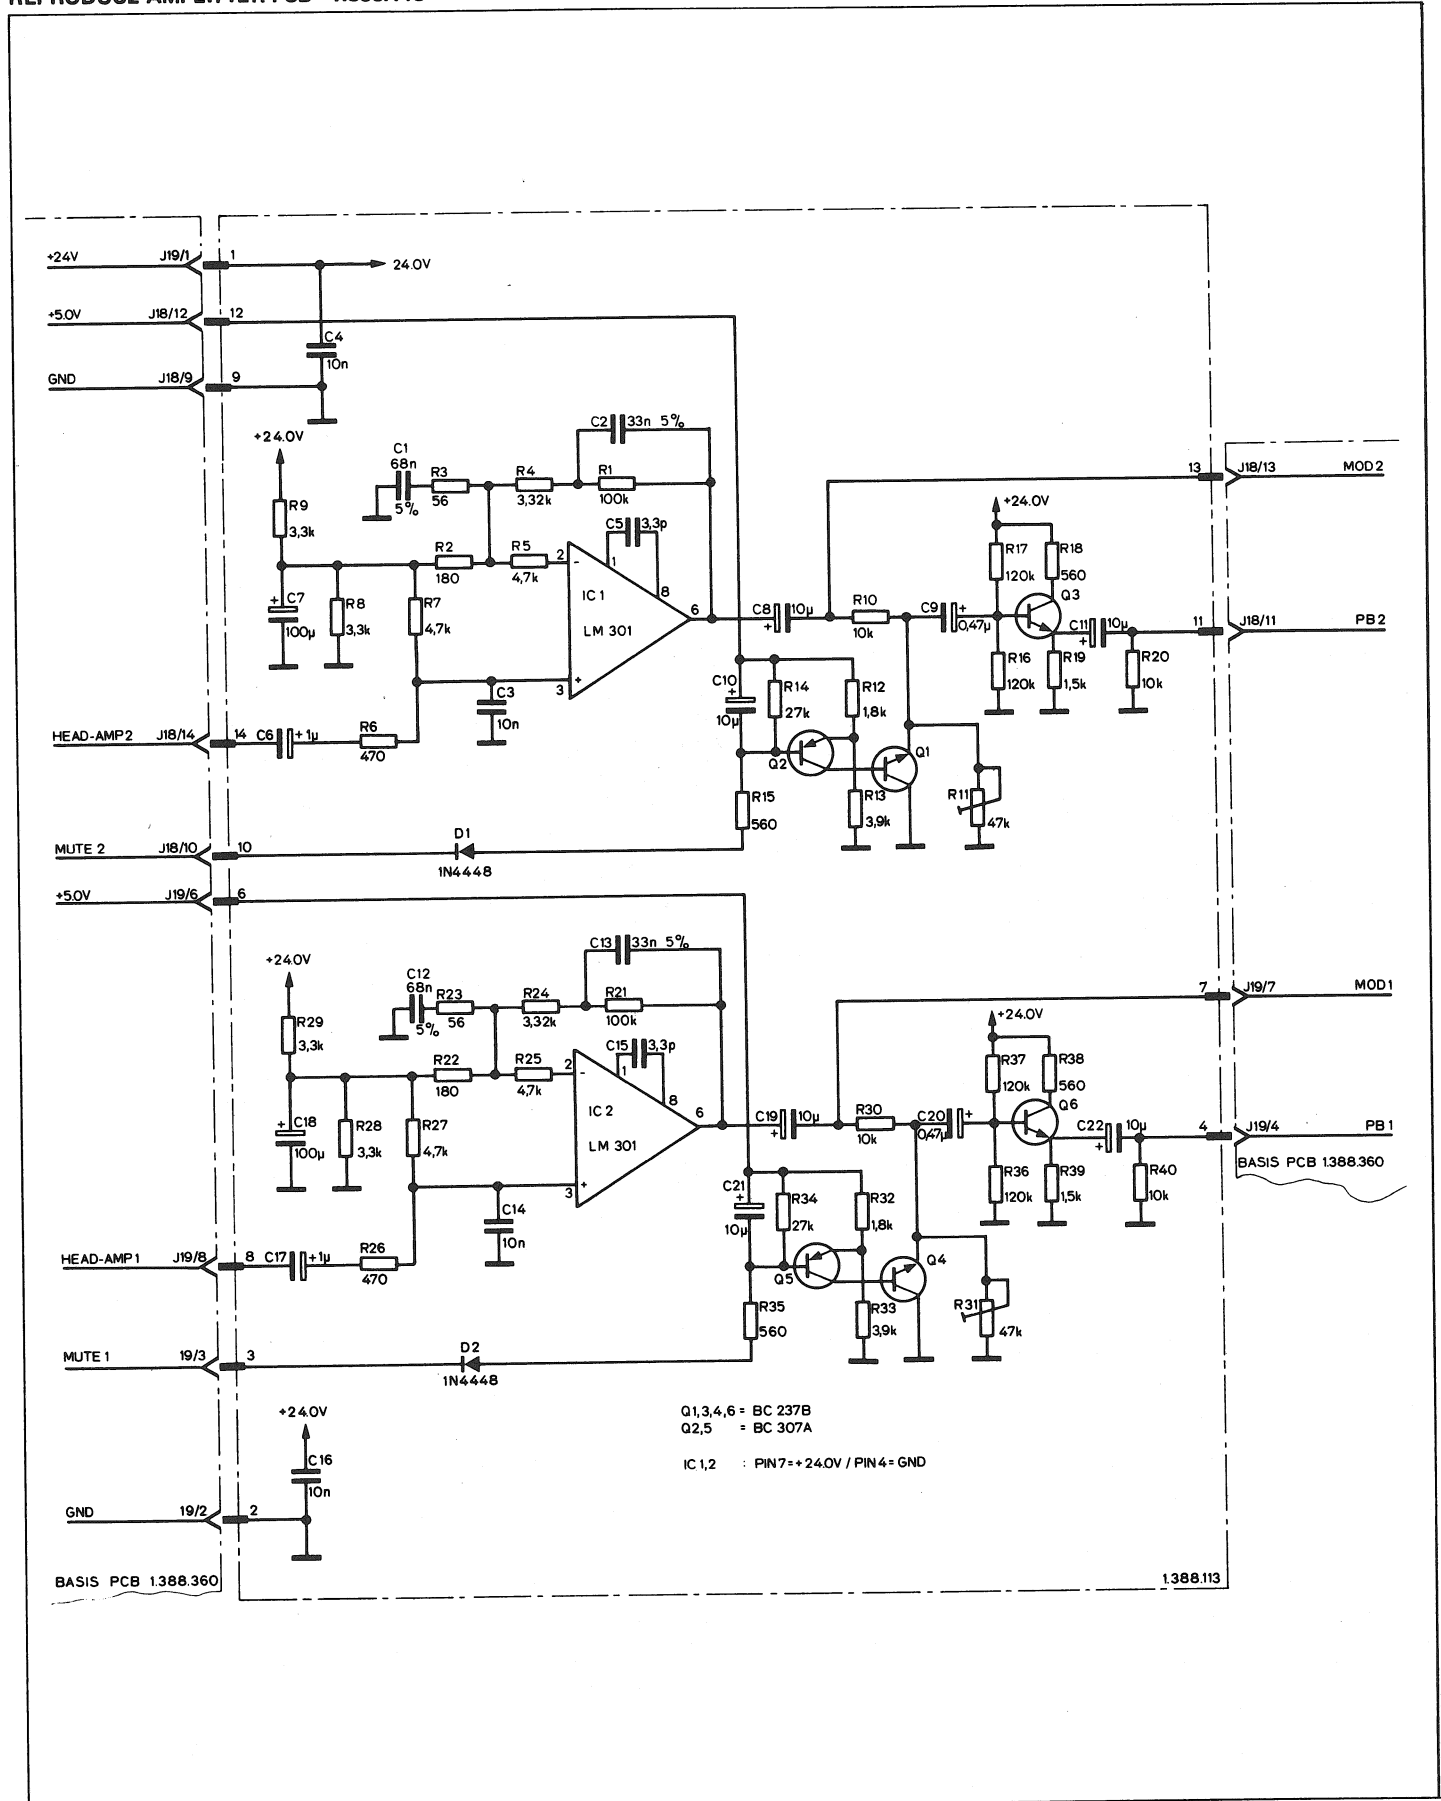 +24V J19/1 1 24.0V
+5.0V J18/12 12
C4
10n
GND J18/9 9
+24.0V
C2 33n 5%
C1
68n
5%
R3
56
R4
3,32k
R1
100k
13 J18/13 MOD2
R9
3,3k
C5 3,3p
+24.0V
R17
120k
R18
560
R2
180
R5
4,7k
2 - 1
IC 1
8
LM 301
6
+
3
C7
+
100µ
R8
3,3k
R7
4,7k
C8 10µ
+
R10
10k
C9 +
0,47µ
Q3
C11 10µ
+
11 J18/11 PB2
R16
120k
R19
1,5k
R20
10k
C3
10n
C10
+
10µ
R14
27k
R12
1,8k
HEAD-AMP2 J18/14 14 C6 + 1µ
R6
470
Q2
Q1
R15
560
R13
3,9k
R11
47k
MUTE 2 J18/10 10
D1
1N4448
+5.0V J19/6 6
C13 33n 5%
+24.0V
C12
68n
5%
R23
56
R24
3,32k
R21
100k
7 J19/7 MOD1
R29
3,3k
C15 3,3p
+24.0V
R37
120k
R38
560
R22
180
R25
4,7k
2 - 1
IC 2
8
LM 301
6
+
3
C18
+
100µ
R28
3,3k
R27
4,7k
C19 10µ
+
R30
10k
C20 +
0,47µ
Q6
C22 10µ
+
4 J19/4 PB1
BASIS PCB 1.388.360
R36
120k
R39
1,5k
R40
10k
C14
10n
C21
+
10µ
R34
27k
R32
1,8k
HEAD-AMP1 J19/8 8 C17 +1µ
R26
470
Q5
Q4
R35
560
R33
3,9k
R31
47k
MUTE 1 19/3 3
D2
1N4448
Q1,3,4,6 = BC 237B
Q2,5 = BC 307A
IC 1,2 : PIN7=+24.0V / PIN4=GND
+24.0V
C16
10n
GND 19/2 2
BASIS PCB 1.388.360
1.388.113